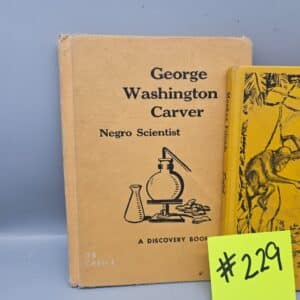 George
Washington
Carver
Negro Scientist
A DISCOVERY BOOK
#229